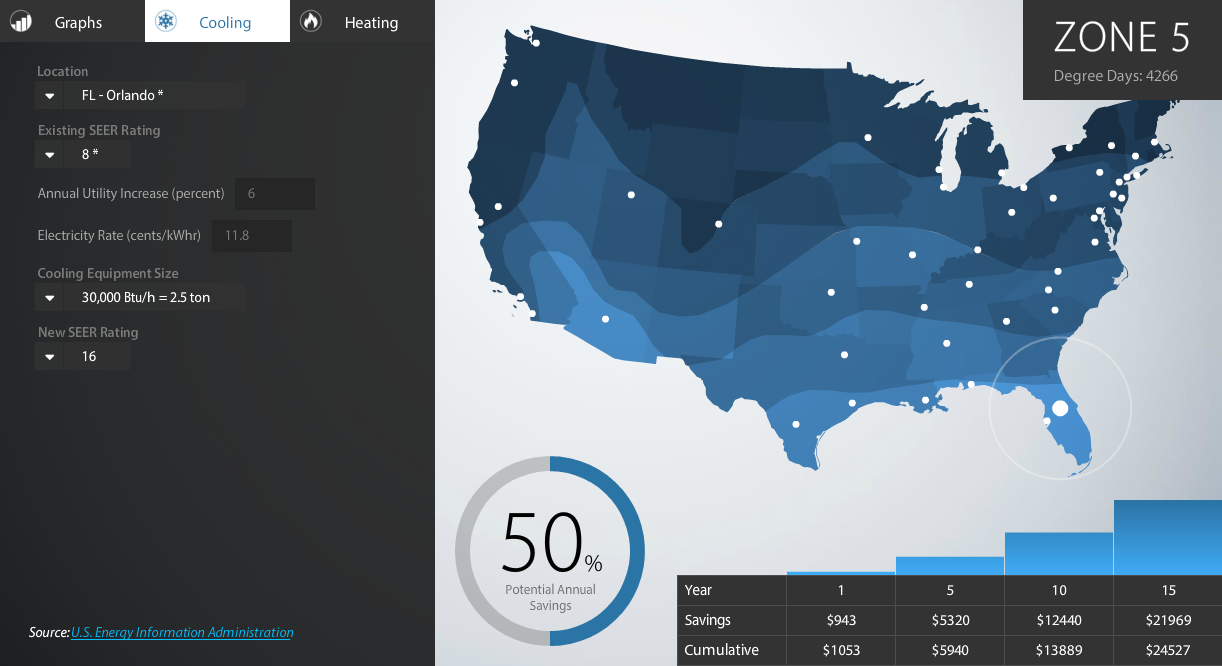 Graphs Cooling Heating
ZONE 5
Degree Days: 4266
Location
FL - Orlando *
Existing SEER Rating
8 *
Annual Utility Increase (percent) 6
Electricity Rate (cents/kWhr) 11.8
Cooling Equipment Size
30,000 Btu/h = 2.5 ton
New SEER Rating
16
50%
Potential Annual
Savings
Year 1 5 10 15
Savings $943 $5320 $12440 $21969
Cumulative $1053 $5940 $13889 $24527
Source: U.S. Energy Information Administration